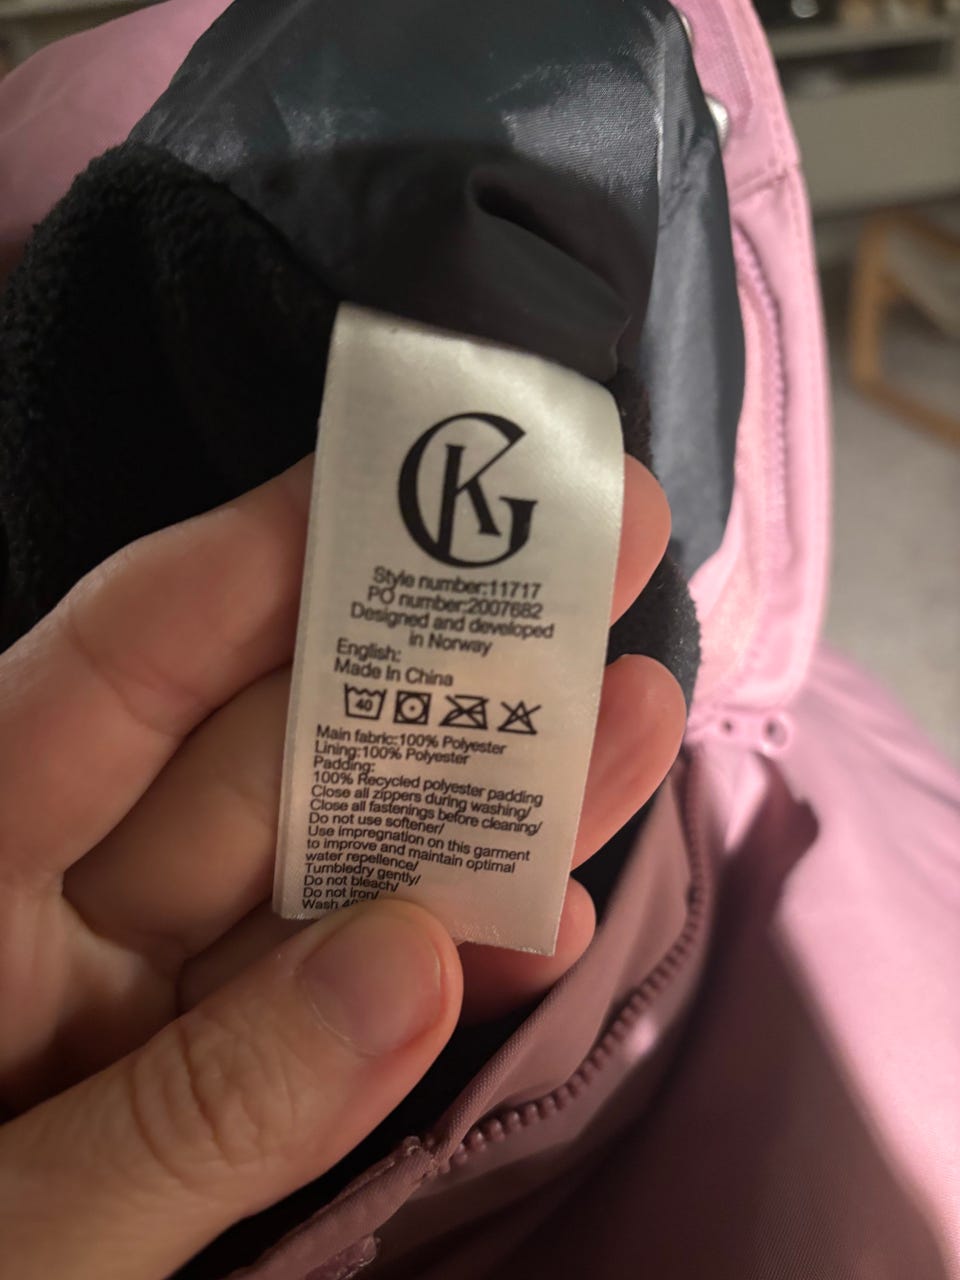 KG
Style number:11717
PO number:2007682
Designed and developed
in Norway
English:
Made In China
40
Main fabric:100% Polyester
Lining:100% Polyester
Padding:
100% Recycled polyester padding
Close all zippers during washing/
Close all fastenings before cleaning/
Do not use softener/
Use impregnation on this garment
to improve and maintain optimal
water repellence/
Tumbledry gently/
Do not bleach/
Do not Iron/
Wash